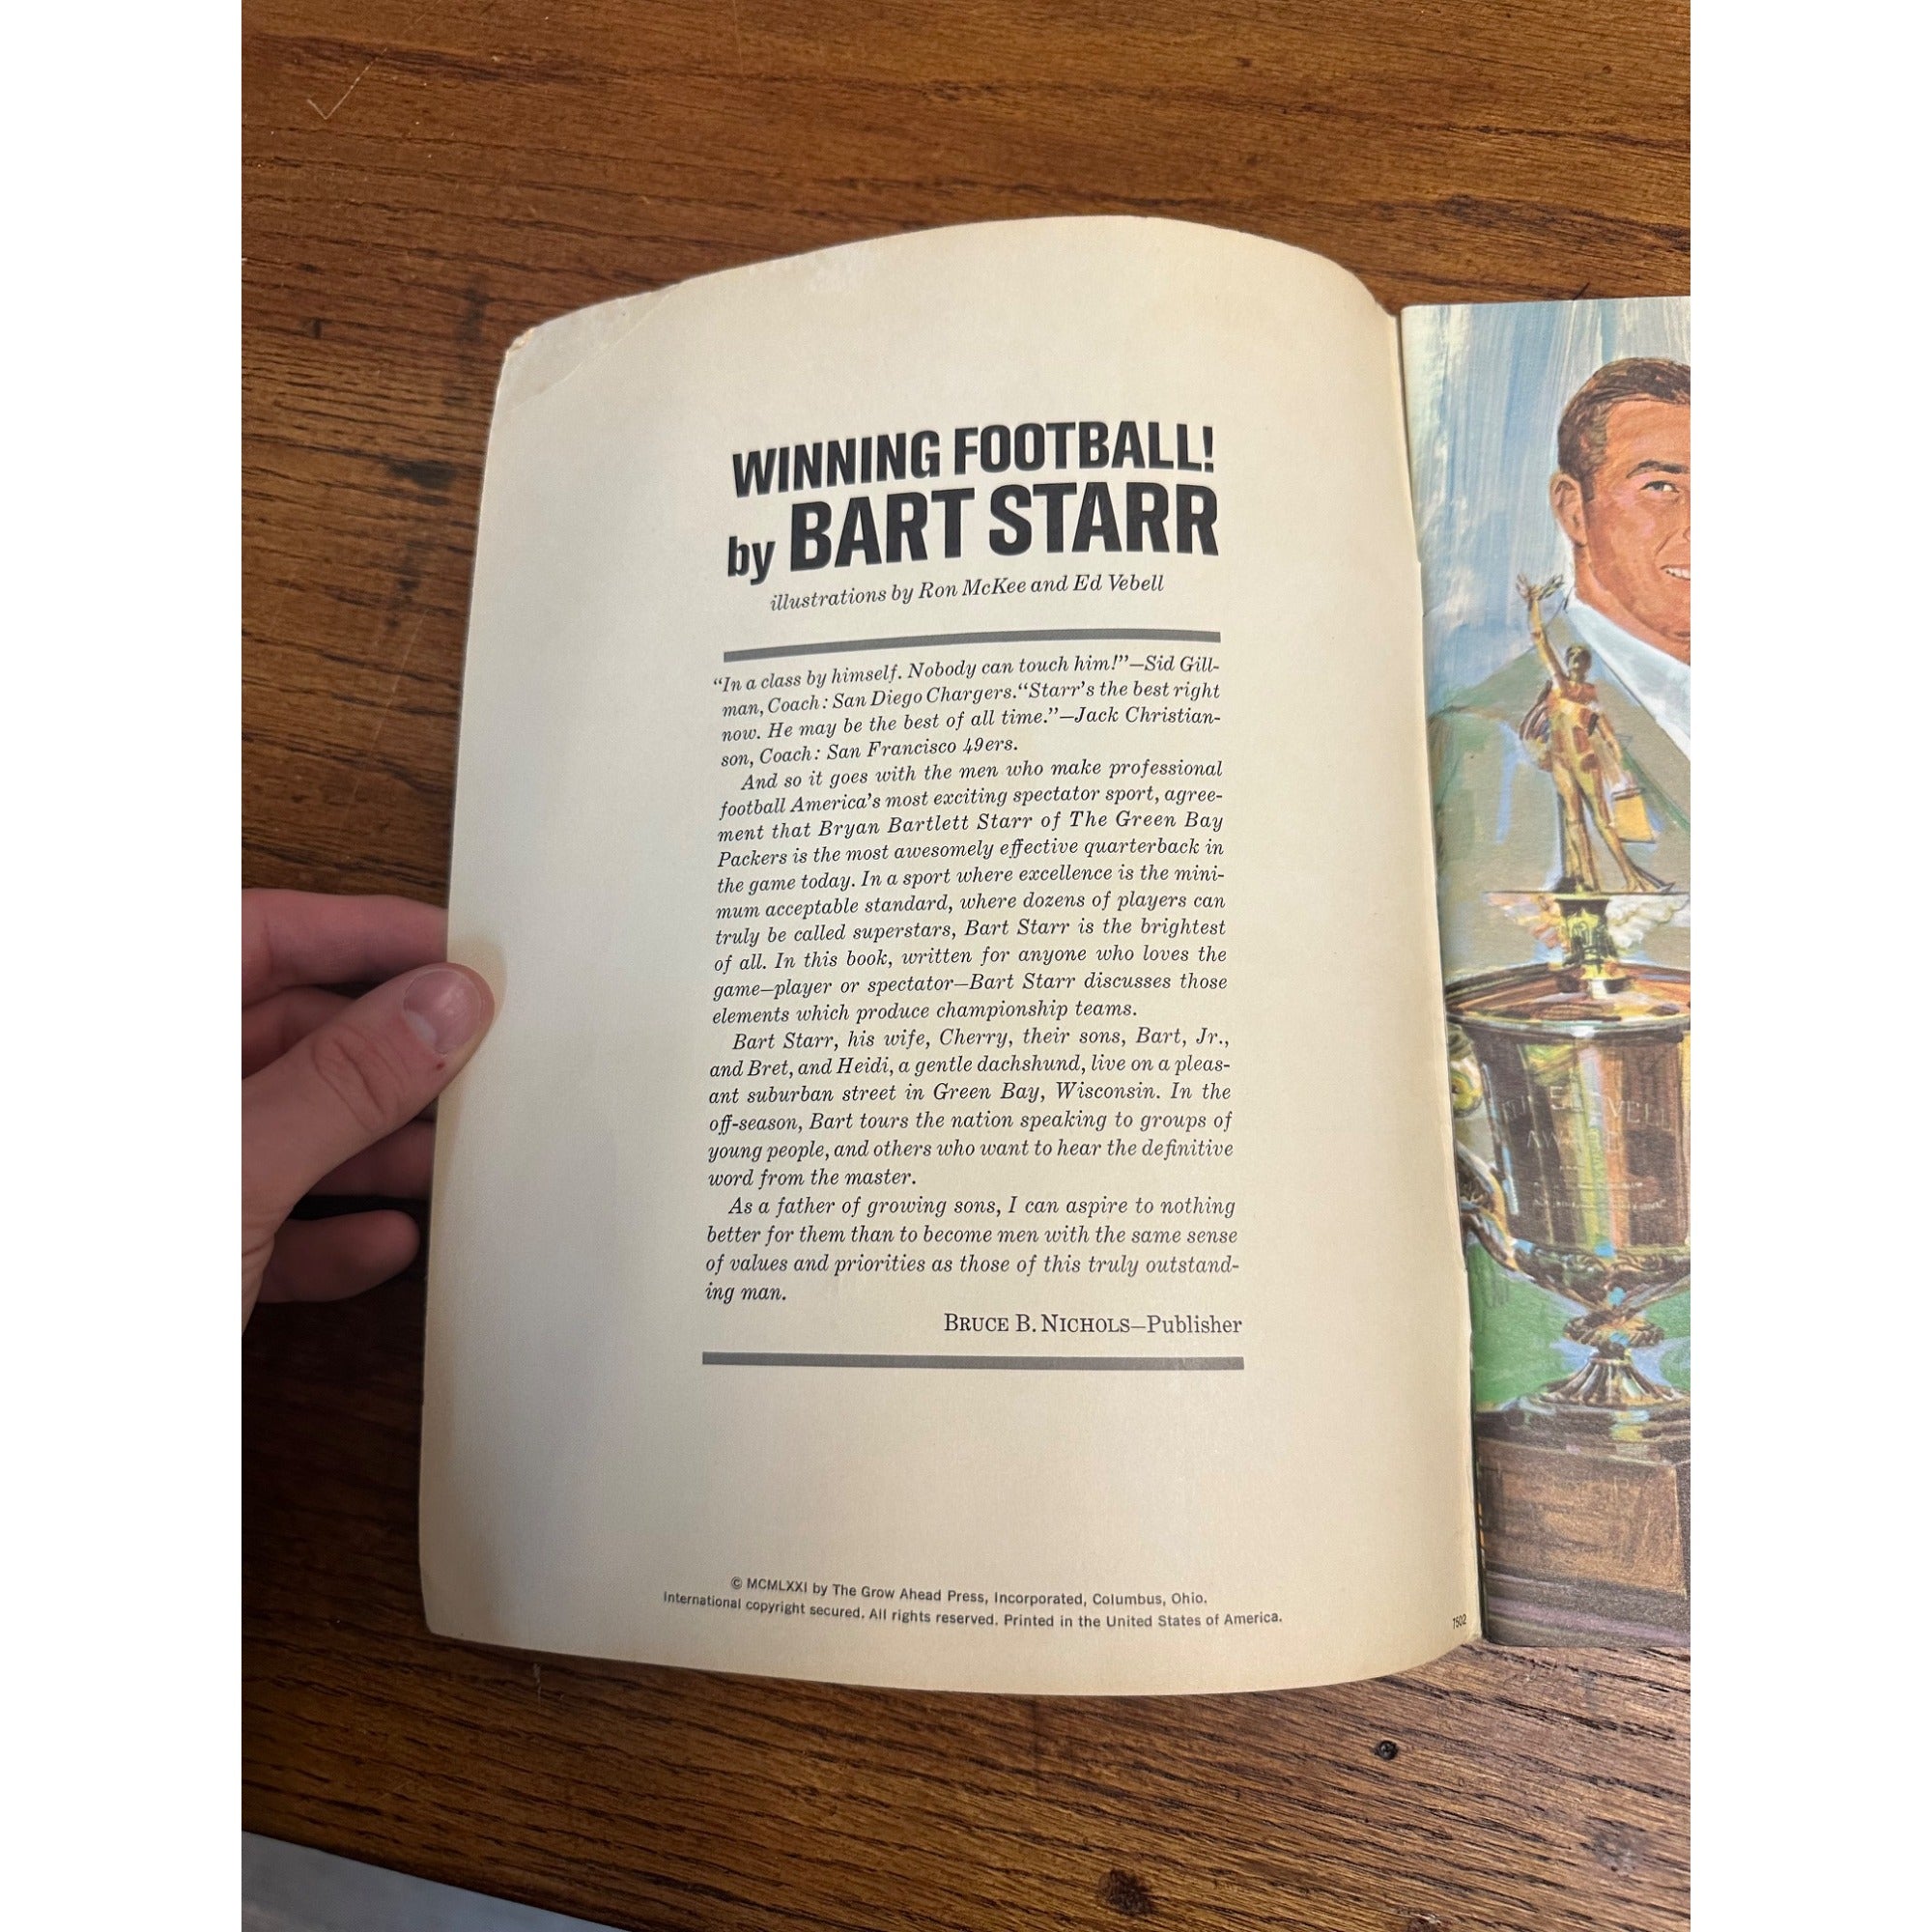 WINNING FOOTBALL!
by BART STARR
illustrations by Ron McKee and Ed Vebell
“In a class by himself. Nobody can touch him!”—Sid Gill-
man, Coach: San Diego Chargers.“Starr’s the best right
now. He may be the best of all time.”—Jack Christian-
son, Coach: San Francisco 49ers.
And so it goes with the men who make professional
football America’s most exciting spectator sport, agree-
ment that Bryan Bartlett Starr of The Green Bay
Packers is the most awesomely effective quarterback in
the game today. In a sport where excellence is the mini-
mum acceptable standard, where dozens of players can
truly be called superstars, Bart Starr is the brightest
of all. In this book, written for anyone who loves the
game—player or spectator—Bart Starr discusses those
elements which produce championship teams.
Bart Starr, his wife, Cherry, their sons, Bart, Jr.,
and Bret, and Heidi, a gentle dachshund, live on a pleas-
ant suburban street in Green Bay, Wisconsin. In the
off-season, Bart tours the nation speaking to groups of
young people, and others who want to hear the definitive
word from the master.
As a father of growing sons, I can aspire to nothing
better for them than to become men with the same sense
of values and priorities as those of this truly outstand-
ing man.
BRUCE B. NICHOLS—Publisher
© MCMLXXI by The Grow Ahead Press, Incorporated, Columbus, Ohio.
International copyright secured. All rights reserved. Printed in the United States of America.
7502